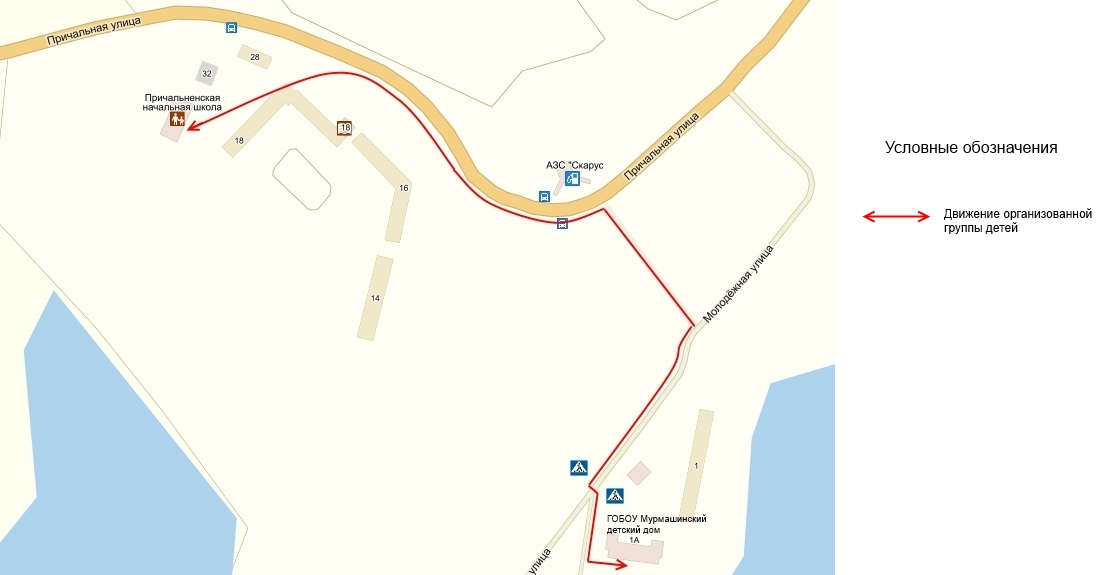 Причальная улица
28
32
Причальненская
начальная школа
18
18
16
14
АЗС "Скарус
Причальная улица
Молодёжная улица
1
ГОБОУ Мурмашинский
детский дом
1А
улица
Условные обозначения
Движение организованной
группы детей